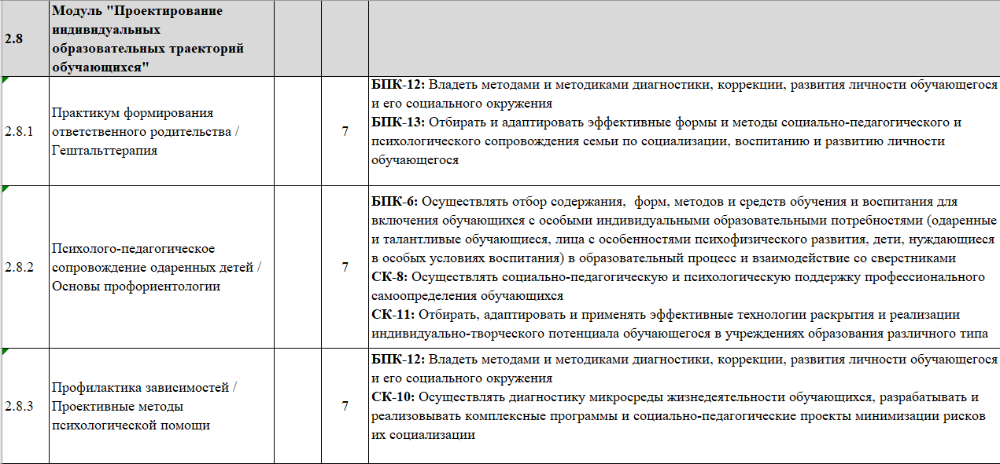 2.8
Модуль "Проектирование
индивидуальных
образовательных траекторий
обучающихся"
2.8.1
Практикум формирования
ответственного родительства /
Гештальттерапия
7
БПК-12: Владеть методами и методиками диагностики, коррекции, развития личности обучающегося
и его социального окружения
БПК-13: Отбирать и адаптировать эффективные формы и методы социально-педагогического и
психологического сопровождения семьи по социализации, воспитанию и развитию личности
обучающегося
2.8.2
Психолого-педагогическое
сопровождение одаренных детей /
Основы профориентологии
7
БПК-6: Осуществлять отбор содержания,  форм, методов и средств обучения и воспитания для
включения обучающихся с особыми индивидуальными образовательными потребностями (одаренные
и талантливые обучающиеся, лица с особенностями психофизического развития, дети, нуждающиеся
в особых условиях воспитания) в образовательный процесс и взаимодействие со сверстниками
СК-8: Осуществлять социально-педагогическую и психологическую поддержку профессионального
самоопределения обучающихся
СК-11: Отбирать, адаптировать и применять эффективные технологии раскрытия и реализации
индивидуально-творческого потенциала обучающегося в учреждениях образования различного типа
2.8.3
Профилактика зависимостей /
Проективные методы
психологической помощи
7
БПК-12: Владеть методами и методиками диагностики, коррекции, развития личности обучающегося
и его социального окружения
СК-10: Осуществлять диагностику микросреды жизнедеятельности обучающихся, разрабатывать и
реализовывать комплексные программы и социально-педагогические проекты минимизации рисков
их социализации